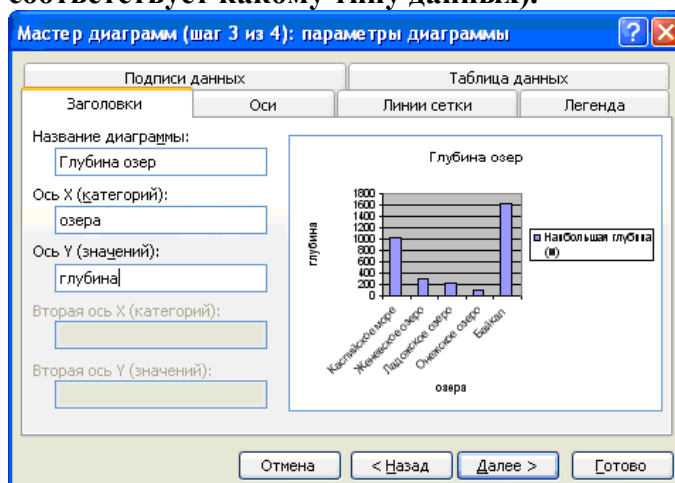 соответствует какому типу данных).
Мастер диаграмм (шаг 3 из 4): параметры диаграммы
Подписи данных
Таблица данных
Заголовки
Оси
Линии сетки
Легенда
Название диаграммы:
Глубина озер
Ось X (категорий):
озера
Ось Y (значений):
глубина
Вторая ось X (категорий):
Вторая ось Y (значений):
Глубина озер
глубина
1800
1600
1400
1200
1000
800
600
400
200
0
Каспийское море
Женевское озеро
Ладожское озеро
Онежское озеро
Байкал
озера
Наибольшая глубина
(м)
Отмена
< Назад
Далее >
Готово